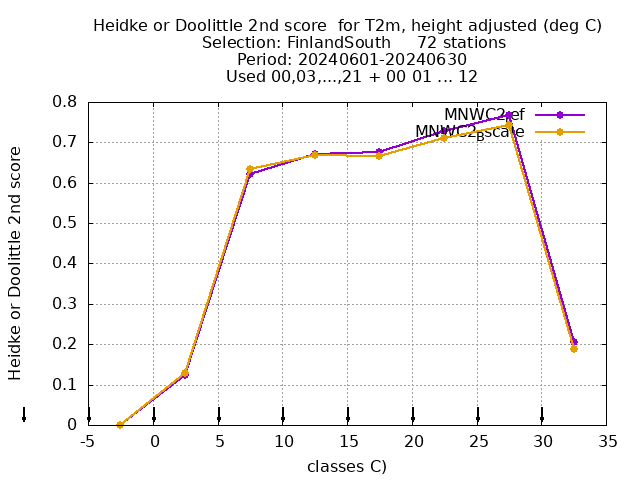 Heidke or Doolittle 2nd score  for T2m, height adjusted (deg C)
Selection: FinlandSouth     72 stations
Period: 20240601-20240630
Used 00,03,...,21 + 00 01 ... 12
Heidke or Doolittle 2nd score
0.8
0.7
0.6
0.5
0.4
0.3
0.2
0.1
0
-5 0 5 10 15 20 25 30 35
classes C)